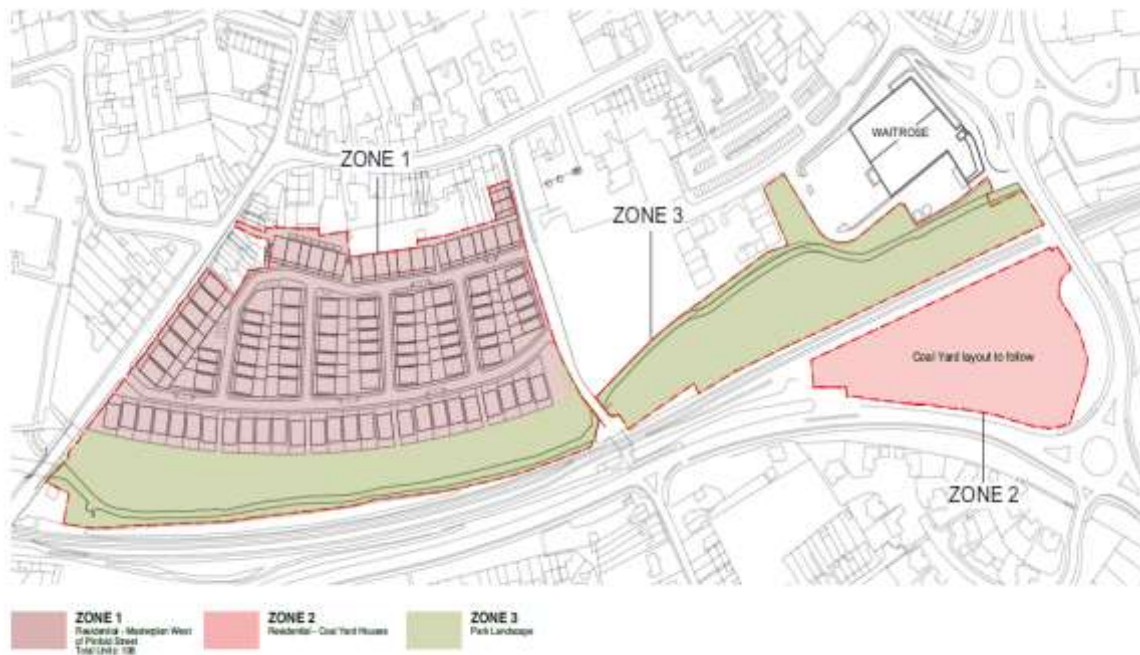 ZONE 1
WAITROSE
ZONE 3
Coal Yard layout to follow
ZONE 2
ZONE 1
Residential - Masterplan West
of Pinfold Street
Total Units:
ZONE 2
Residential - Coal Yard Houses
ZONE 3
Park Landscape